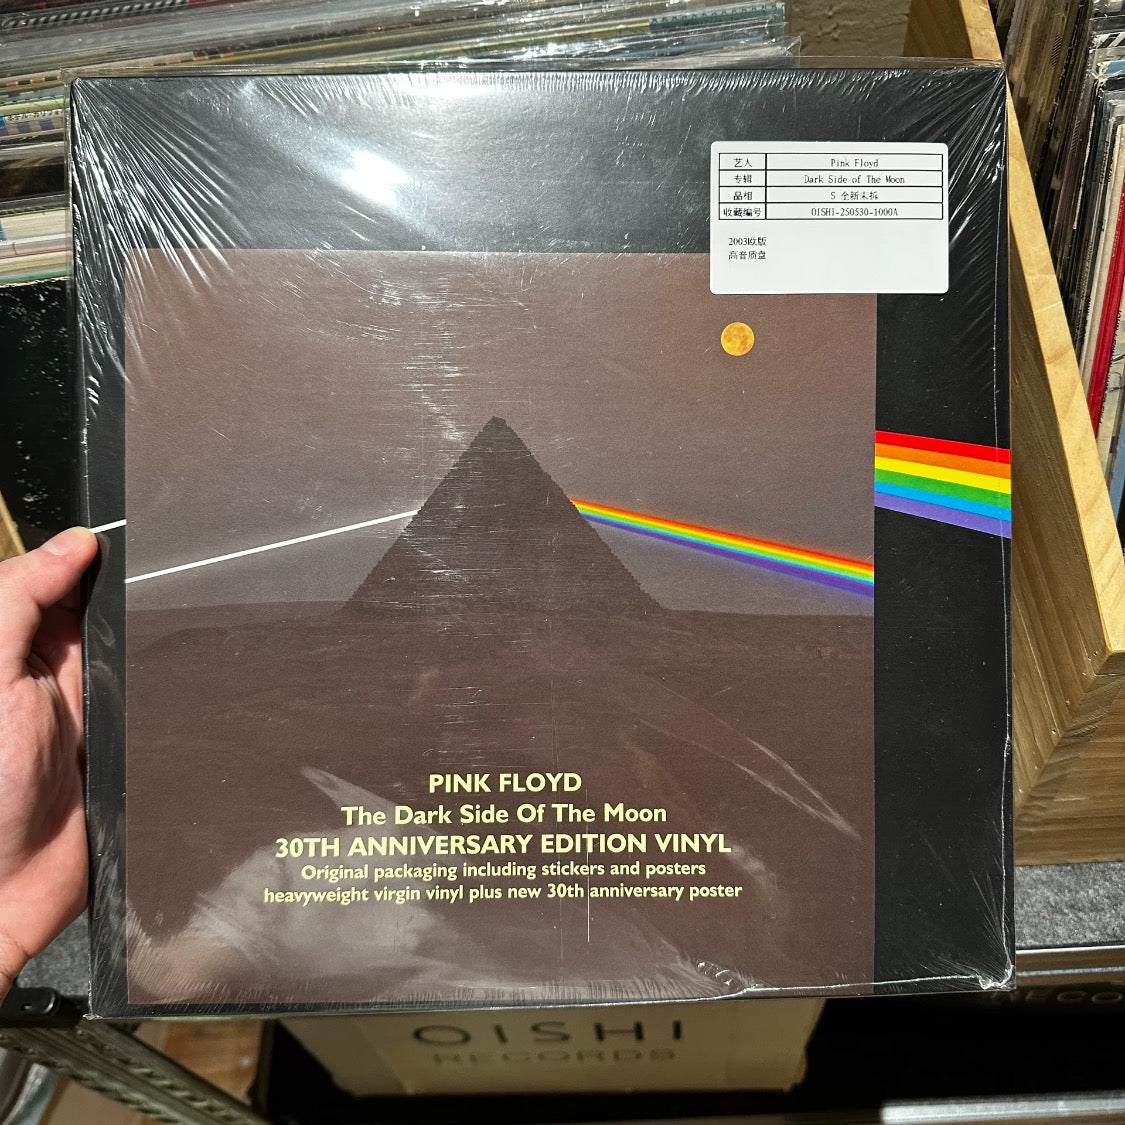 艺人 Pink Floyd
专辑 Dark Side of The Moon
品相 S 全新未拆
收藏编号 OISHI-250530-1000A
2003欧版
高音质盘
PINK FLOYD
The Dark Side Of The Moon
30TH ANNIVERSARY EDITION VINYL
Original packaging including stickers and posters
heavyweight virgin vinyl plus new 30th anniversary poster
OISHI
RECORDS